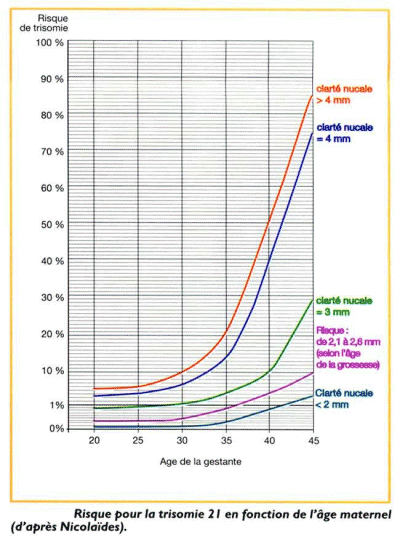 Risque
de trisomie
100 %
90 %
80 %
70 %
60 %
50 %
40 %
30 %
20 %
10 %
1 %
0%
clarté nucale
> 4 mm
clarté nucale
= 4 mm
clarté nucale
= 3 mm
Risque :
de 2,1 à 2,6 mm
(selon l'âge
de la grossesse)
Clarté nucale
< 2 mm
20 25 30 35 40 45
Age de la gestante
Risque pour la trisomie 21 en fonction de l'âge maternel
(d'après Nicolaïdes).